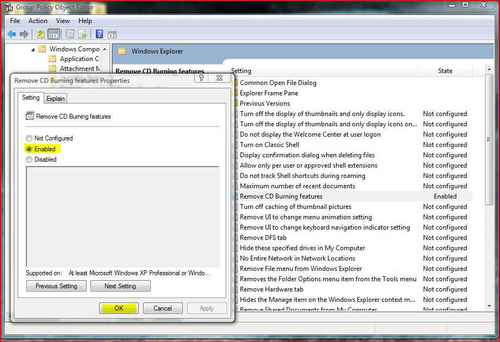 Group Policy Object Editor
File Action View Help
Windows Compo
Application C
Attachment M
Windows Explorer
Remove CD Burning features
Setting State
Common Open File Dialog
Explorer Frame Pane
Previous Versions
Turn off the display of thumbnails and only display icons. Not configured
Turn off the display of thumbnails and only display icons on... Not configured
Do not display the Welcome Center at user logon Not configured
Turn on Classic Shell Not configured
Display confirmation dialog when deleting files Not configured
Allow only per user or approved shell extensions Not configured
Do not track Shell shortcuts during roaming Not configured
Maximum number of recent documents Not configured
Remove CD Burning features Enabled
Turn off caching of thumbnail pictures Not configured
Remove UI to change menu animation setting Not configured
Remove UI to change keyboard navigation indicator setting Not configured
Remove DFS tab Not configured
Hide these specified drives in My Computer Not configured
No Entire Network in Network Locations Not configured
Remove File menu from Windows Explorer Not configured
Removes the Folder Options menu item from the Tools menu Not configured
Remove Hardware tab Not configured
Hides the Manage item on the Windows Explorer context m... Not configured
Remove Shared Documents from My Computer Not configured
Remove CD Burning features Properties
Setting Explain
Remove CD Burning features
Not Configured
Enabled
Disabled
Supported on: At least Microsoft Windows XP Professional or Windo...
Previous Setting Next Setting
OK Cancel Apply